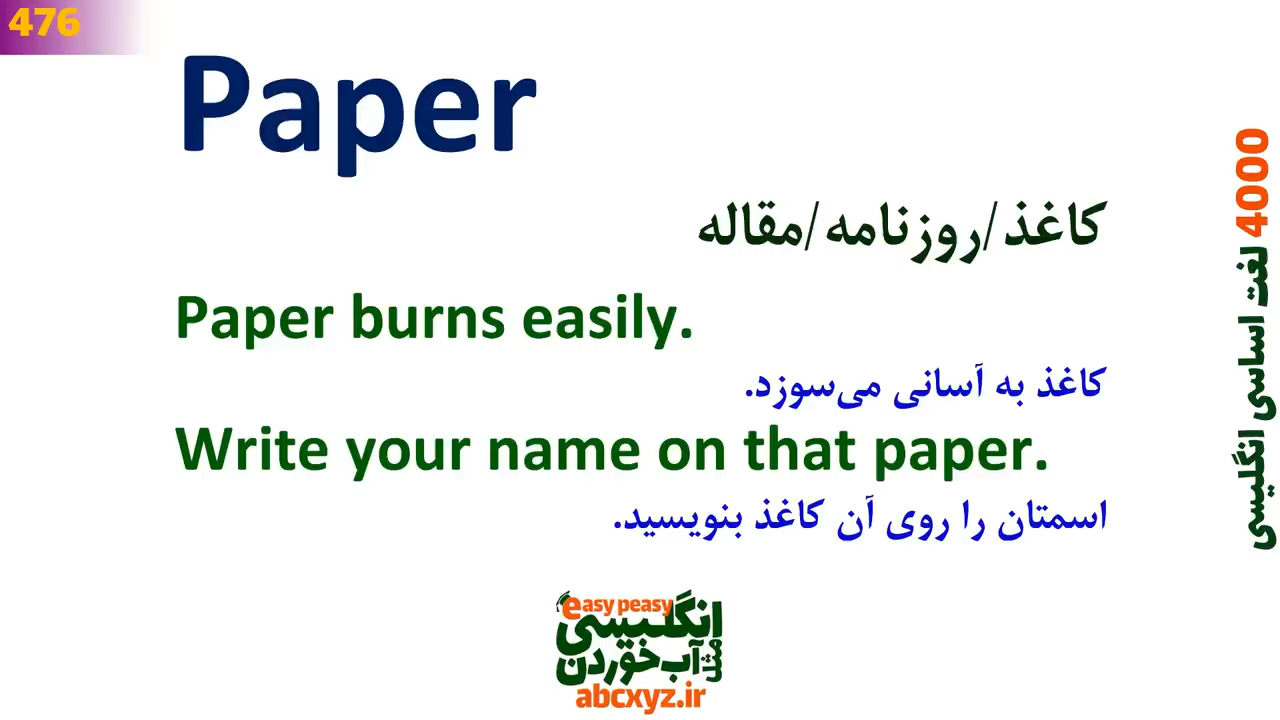 476
Paper
کاغذ/روزنامه/مقاله
Paper burns easily.
کاغذ به آسانی می‌سوزد.
Write your name on that paper.
اسمتان را روی آن کاغذ بنویسید.
4000 لغت اساسی انگلیسی
easy peasy
انگلیسی
مثل آب خوردن
abcxyz.ir